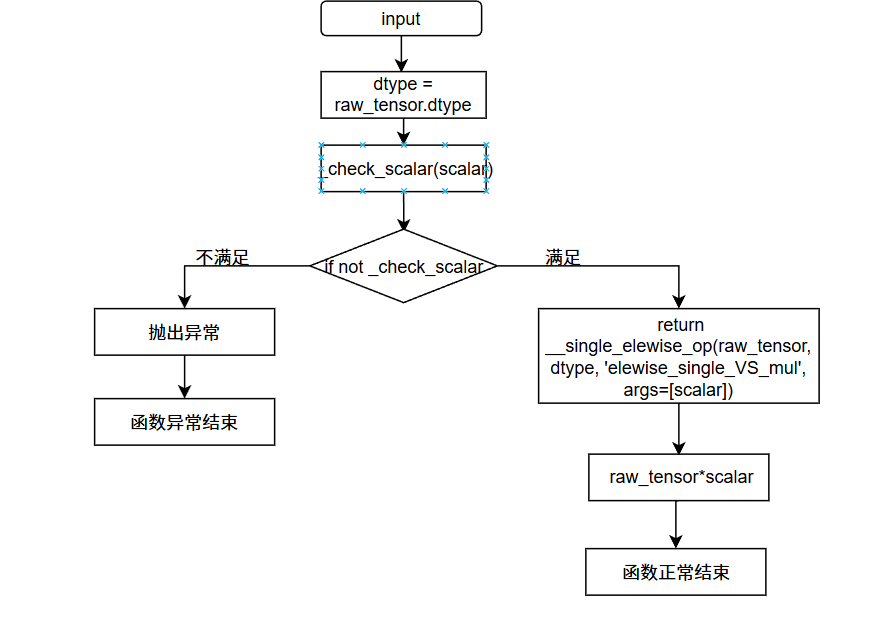 input
dtype =
raw_tensor.dtype
_check_scalar(scalar)
if not _check_scalar
不满足
满足
抛出异常
函数异常结束
return
__single_elewise_op(raw_tensor,
dtype, 'elewise_single_VS_mul',
args=[scalar])
raw_tensor*scalar
函数正常结束